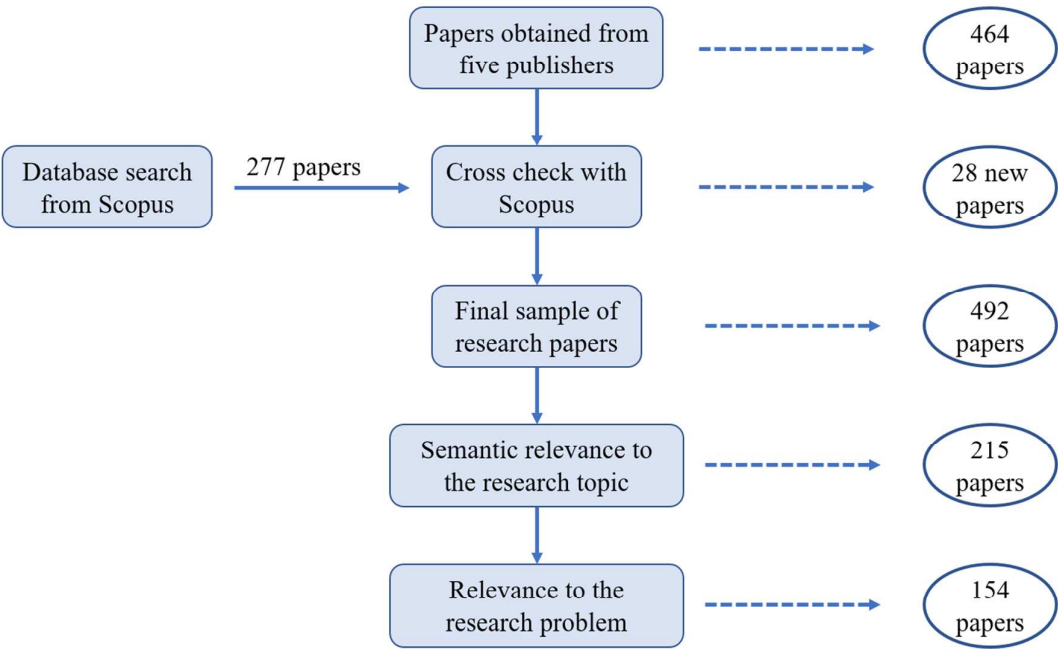 Papers obtained from
five publishers
464
papers
Database search
from Scopus
277 papers
Cross check with
Scopus
28 new
papers
Final sample of
research papers
492
papers
Semantic relevance to
the research topic
215
papers
Relevance to the
research problem
154
papers